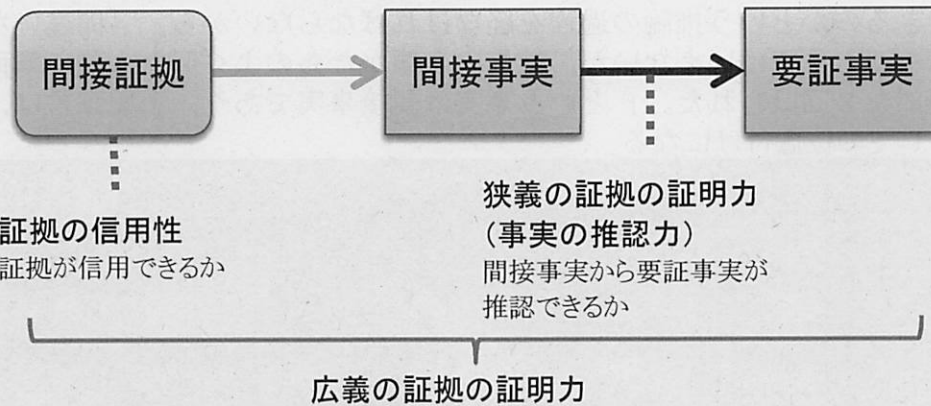 間接証拠
間接事実
要証事実
証拠の信用性
証拠が信用できるか
狭義の証拠の証明力
（事実の推認力）
間接事実から要証事実が
推認できるか
広義の証拠の証明力